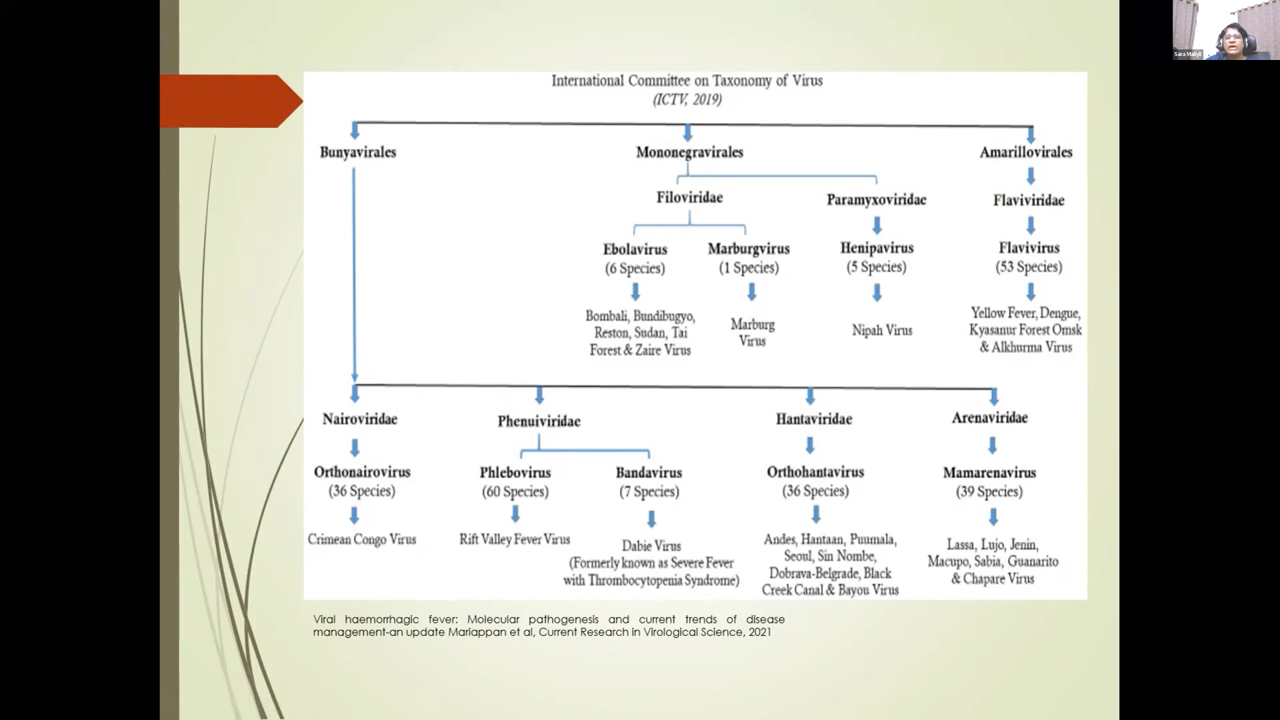 International Committee on Taxonomy of Virus
(ICTV, 2019)
Bunyavirales
Mononegravirales
Amarillovirales
Filoviridae
Paramyxoviridae
Flaviviridae
Ebolavirus
(6 Species)
Marburgvirus
(1 Species)
Henipavirus
(5 Species)
Flavivirus
(53 Species)
Bombali, Bundibugyo,
Reston, Sudan, Tai
Forest & Zaire Virus
Marburg
Virus
Nipah Virus
Yellow Fever, Dengue,
Kyasanur Forest Omsk
& Alkhurma Virus
Nairoviridae
Phenuiviridae
Hantaviridae
Arenaviridae
Orthonairovirus
(36 Species)
Phlebovirus
(60 Species)
Bandavirus
(7 Species)
Orthohantavirus
(36 Species)
Mamarenavirus
(39 Species)
Crimean Congo Virus
Rift Valley Fever Virus
Dabie Virus
(Formerly known as Severe Fever
with Thrombocytopenia Syndrome)
Andes, Hantaan, Puumala,
Seoul, Sin Nombe,
Dobrava-Belgrade, Black
Creek Canal & Bayou Virus
Lassa, Lujo, Jenin,
Macupo, Sabia, Guanarito
& Chapare Virus
Viral haemorrhagic fever: Molecular pathogenesis and current trends of disease
management-an update Mariappan et al, Current Research in Virological Science, 2021
Sara Mallyil